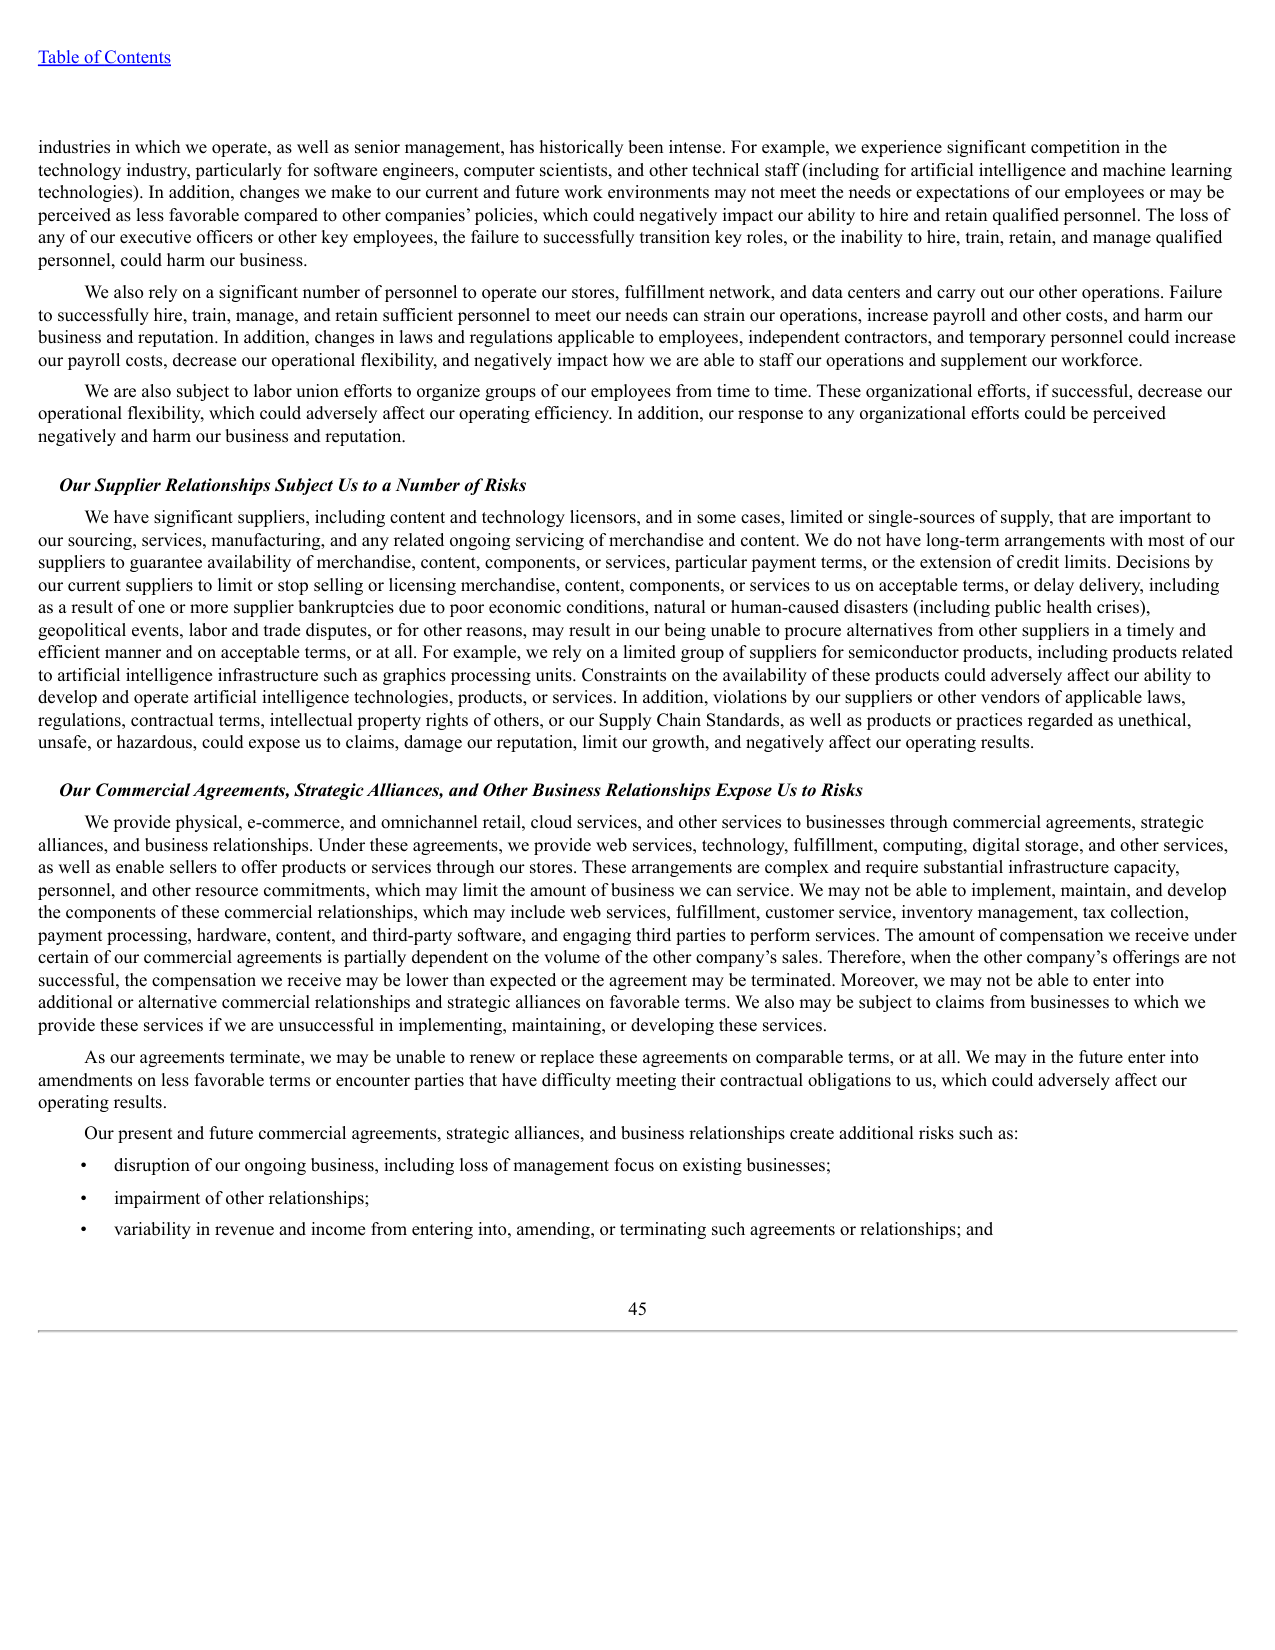 Table of Contents
industries in which we operate, as well as senior management, has historically been intense. For example, we experience significant competition in the
technology industry, particularly for software engineers, computer scientists, and other technical staff (including for artificial intelligence and machine learning
technologies). In addition, changes we make to our current and future work environments may not meet the needs or expectations of our employees or may be
perceived as less favorable compared to other companies’ policies, which could negatively impact our ability to hire and retain qualified personnel. The loss of
any of our executive officers or other key employees, the failure to successfully transition key roles, or the inability to hire, train, retain, and manage qualified
personnel, could harm our business.
We also rely on a significant number of personnel to operate our stores, fulfillment network, and data centers and carry out our other operations. Failure
to successfully hire, train, manage, and retain sufficient personnel to meet our needs can strain our operations, increase payroll and other costs, and harm our
business and reputation. In addition, changes in laws and regulations applicable to employees, independent contractors, and temporary personnel could increase
our payroll costs, decrease our operational flexibility, and negatively impact how we are able to staff our operations and supplement our workforce.
We are also subject to labor union efforts to organize groups of our employees from time to time. These organizational efforts, if successful, decrease our
operational flexibility, which could adversely affect our operating efficiency. In addition, our response to any organizational efforts could be perceived
negatively and harm our business and reputation.
Our Supplier Relationships Subject Us to a Number of Risks
We have significant suppliers, including content and technology licensors, and in some cases, limited or single-sources of supply, that are important to
our sourcing, services, manufacturing, and any related ongoing servicing of merchandise and content. We do not have long-term arrangements with most of our
suppliers to guarantee availability of merchandise, content, components, or services, particular payment terms, or the extension of credit limits. Decisions by
our current suppliers to limit or stop selling or licensing merchandise, content, components, or services to us on acceptable terms, or delay delivery, including
as a result of one or more supplier bankruptcies due to poor economic conditions, natural or human-caused disasters (including public health crises),
geopolitical events, labor and trade disputes, or for other reasons, may result in our being unable to procure alternatives from other suppliers in a timely and
efficient manner and on acceptable terms, or at all. For example, we rely on a limited group of suppliers for semiconductor products, including products related
to artificial intelligence infrastructure such as graphics processing units. Constraints on the availability of these products could adversely affect our ability to
develop and operate artificial intelligence technologies, products, or services. In addition, violations by our suppliers or other vendors of applicable laws,
regulations, contractual terms, intellectual property rights of others, or our Supply Chain Standards, as well as products or practices regarded as unethical,
unsafe, or hazardous, could expose us to claims, damage our reputation, limit our growth, and negatively affect our operating results.
Our Commercial Agreements, Strategic Alliances, and Other Business Relationships Expose Us to Risks
We provide physical, e-commerce, and omnichannel retail, cloud services, and other services to businesses through commercial agreements, strategic
alliances, and business relationships. Under these agreements, we provide web services, technology, fulfillment, computing, digital storage, and other services,
as well as enable sellers to offer products or services through our stores. These arrangements are complex and require substantial infrastructure capacity,
personnel, and other resource commitments, which may limit the amount of business we can service. We may not be able to implement, maintain, and develop
the components of these commercial relationships, which may include web services, fulfillment, customer service, inventory management, tax collection,
payment processing, hardware, content, and third-party software, and engaging third parties to perform services. The amount of compensation we receive under
certain of our commercial agreements is partially dependent on the volume of the other company’s sales. Therefore, when the other company’s offerings are not
successful, the compensation we receive may be lower than expected or the agreement may be terminated. Moreover, we may not be able to enter into
additional or alternative commercial relationships and strategic alliances on favorable terms. We also may be subject to claims from businesses to which we
provide these services if we are unsuccessful in implementing, maintaining, or developing these services.
As our agreements terminate, we may be unable to renew or replace these agreements on comparable terms, or at all. We may in the future enter into
amendments on less favorable terms or encounter parties that have difficulty meeting their contractual obligations to us, which could adversely affect our
operating results.
Our present and future commercial agreements, strategic alliances, and business relationships create additional risks such as:
• disruption of our ongoing business, including loss of management focus on existing businesses;
• impairment of other relationships;
• variability in revenue and income from entering into, amending, or terminating such agreements or relationships; and
45